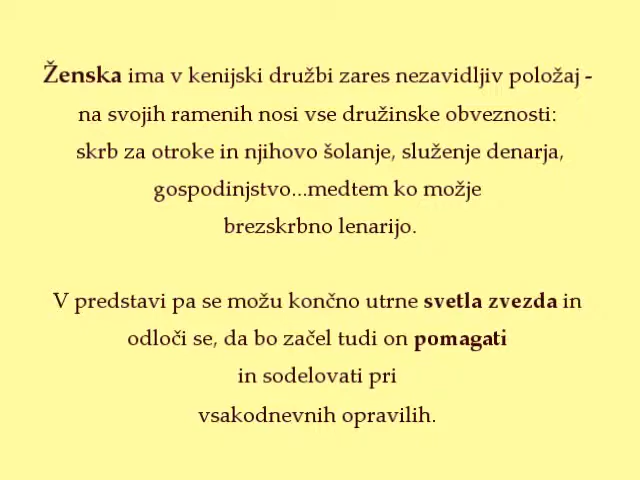 Ženska ima v kenijski družbi zares nezavidljiv položaj -
na svojih ramenih nosi vse družinske obveznosti:
skrb za otroke in njihovo šolanje, služenje denarja,
gospodinjstvo...medtem ko možje
brezskrbno lenarijo.
V predstavi pa se možu končno utrne svetla zvezda in
odloči se, da bo začel tudi on pomagati
in sodelovati pri
vsakodnevnih opravilih.